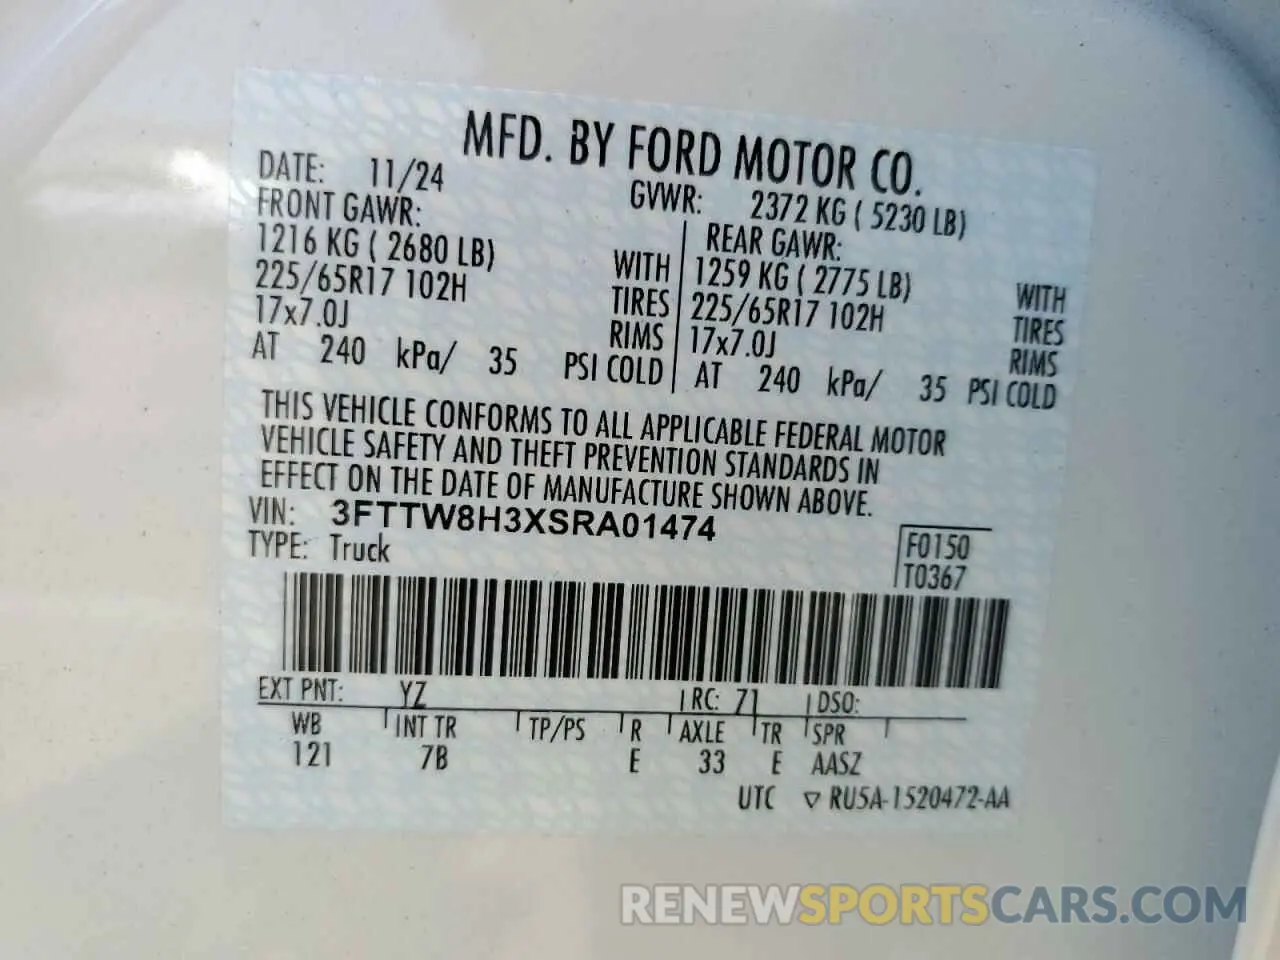 MFD. BY FORD MOTOR CO.
DATE: 11/24 GVWR: 2372 KG ( 5230 LB)
FRONT GAWR: REAR GAWR:
1216 KG ( 2680 LB) WITH 1259 KG ( 2775 LB) WITH
225/65R17 102H TIRES 225/65R17 102H TIRES
17x7.0J RIMS 17x7.0J RIMS
AT 240 kPa/ 35 PSI COLD AT 240 kPa/ 35 PSI COLD
THIS VEHICLE CONFORMS TO ALL APPLICABLE FEDERAL MOTOR
VEHICLE SAFETY AND THEFT PREVENTION STANDARDS IN
EFFECT ON THE DATE OF MANUFACTURE SHOWN ABOVE.
VIN: 3FTTW8H3XSRA01474
TYPE: Truck
F0150
T0367
EXT PNT: YZ RC: 71 DSO:
WB INT TR TP/PS R AXLE TR SPR
121 7B E 33 E AASZ
UTC ▽ RU5A-1520472-AA
RENEWSPORTSCARS.COM